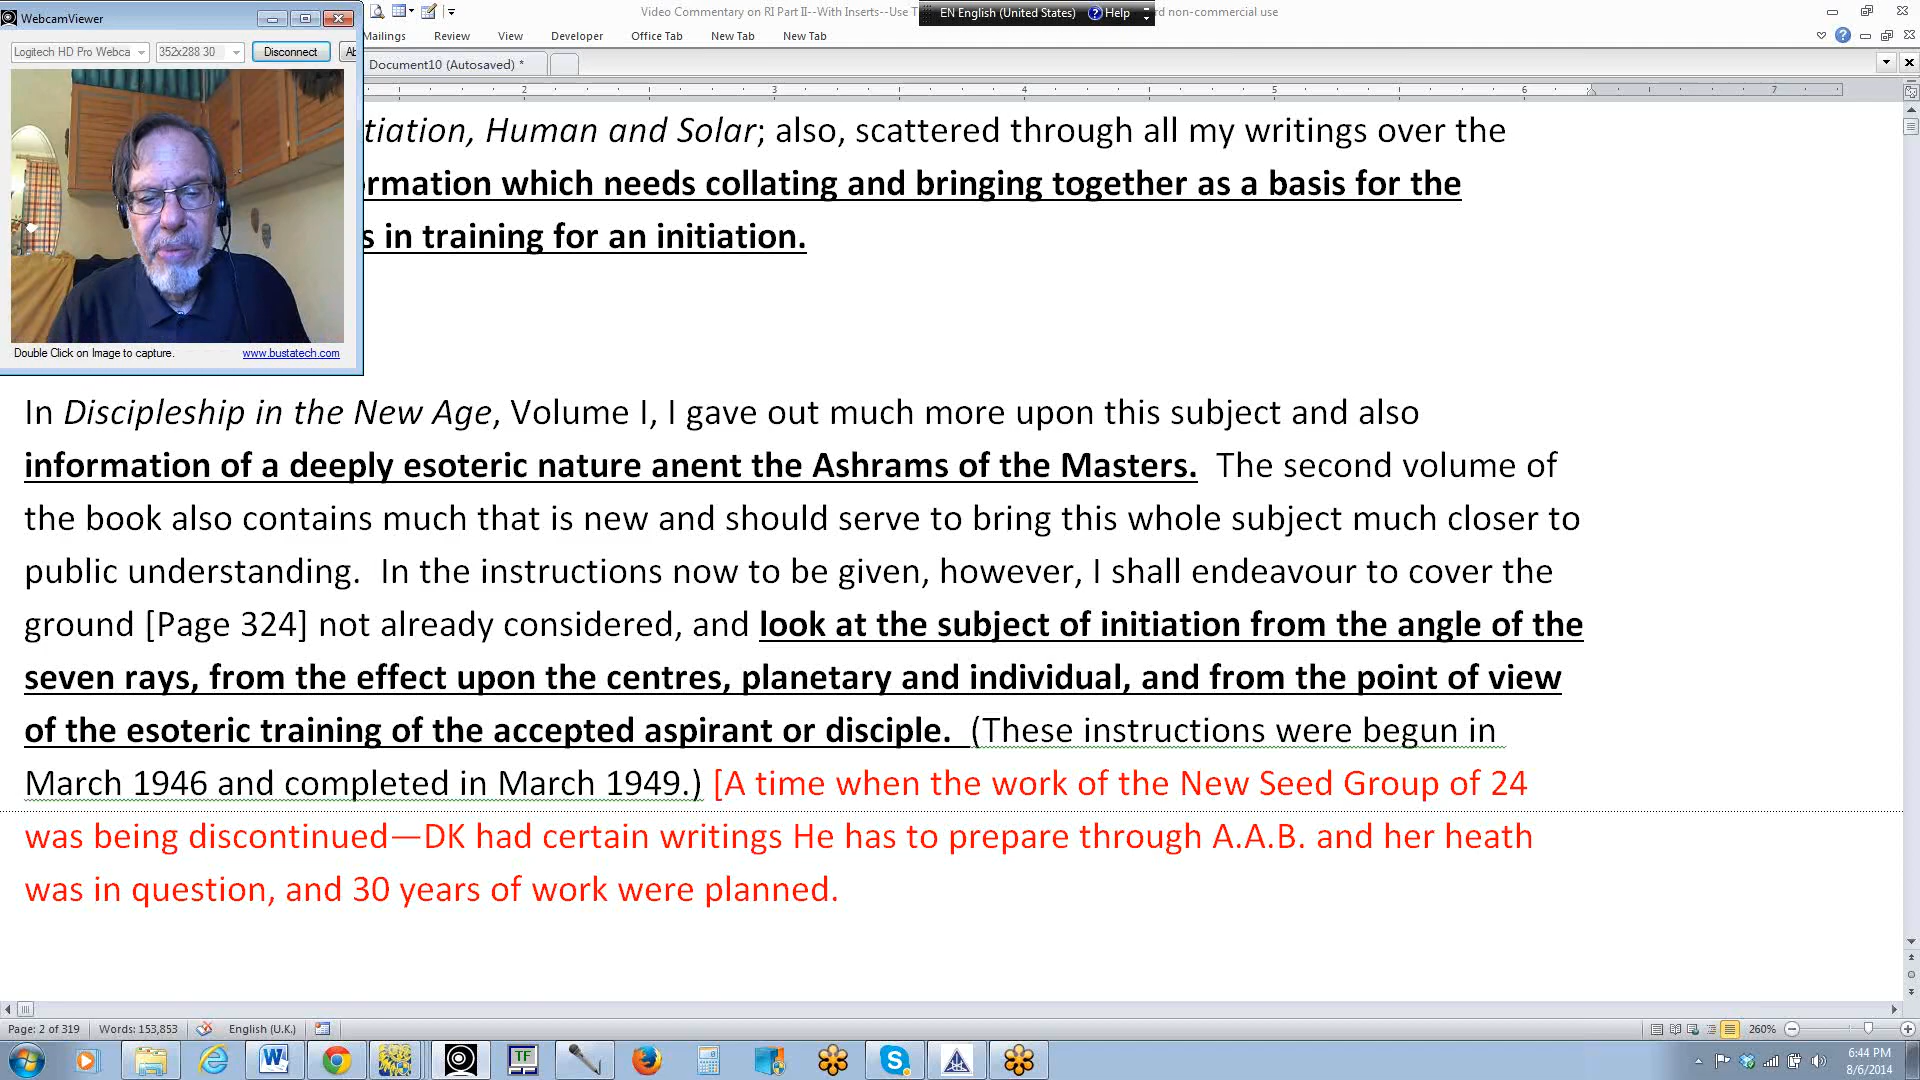 WebcamViewer
Video Commentary on RI Part II--With Inserts--Use T
EN English (United States)
Help
rd non-commercial use
Logitech HD Pro Webca
352x288 30
Disconnect
Ab
Mailings
Review
View
Developer
Office Tab
New Tab
New Tab
Document10 (Autosaved) *
2
3
4
5
6
7
tiation, Human and Solar; also, scattered through all my writings over the
ormation which needs collating and bringing together as a basis for the
s in training for an initiation.
Double Click on Image to capture.
www.bustatech.com
In Discipleship in the New Age, Volume I, I gave out much more upon this subject and also
information of a deeply esoteric nature anent the Ashrams of the Masters. The second volume of
the book also contains much that is new and should serve to bring this whole subject much closer to
public understanding. In the instructions now to be given, however, I shall endeavour to cover the
ground [Page 324] not already considered, and look at the subject of initiation from the angle of the
seven rays, from the effect upon the centres, planetary and individual, and from the point of view
of the esoteric training of the accepted aspirant or disciple. (These instructions were begun in
March 1946 and completed in March 1949.) [A time when the work of the New Seed Group of 24
was being discontinued—DK had certain writings He has to prepare through A.A.B. and her heath
was in question, and 30 years of work were planned.
Page: 2 of 319
Words: 153,853
English (U.K.)
260%
TF
6:44 PM
8/6/2014